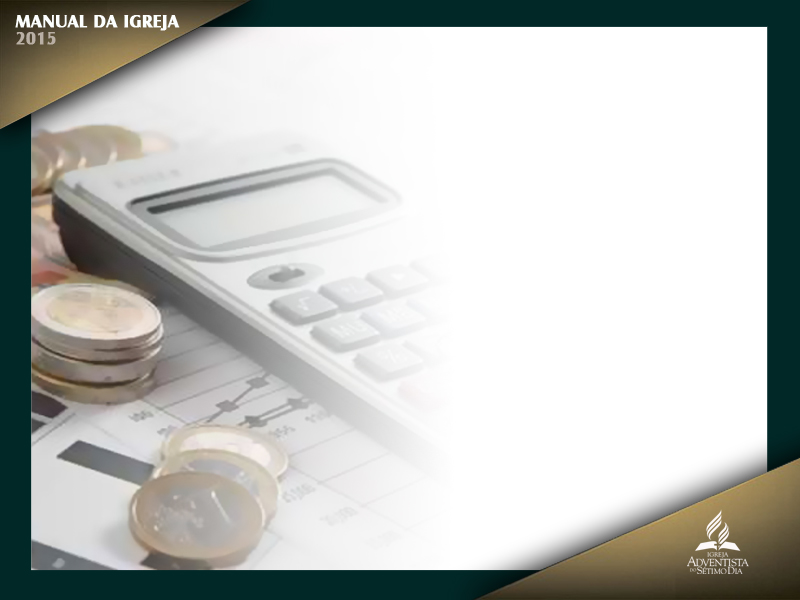 MANUAL DA IGREJA
2015
IGREJA
ADVENTISTA
DO SÉTIMO DIA